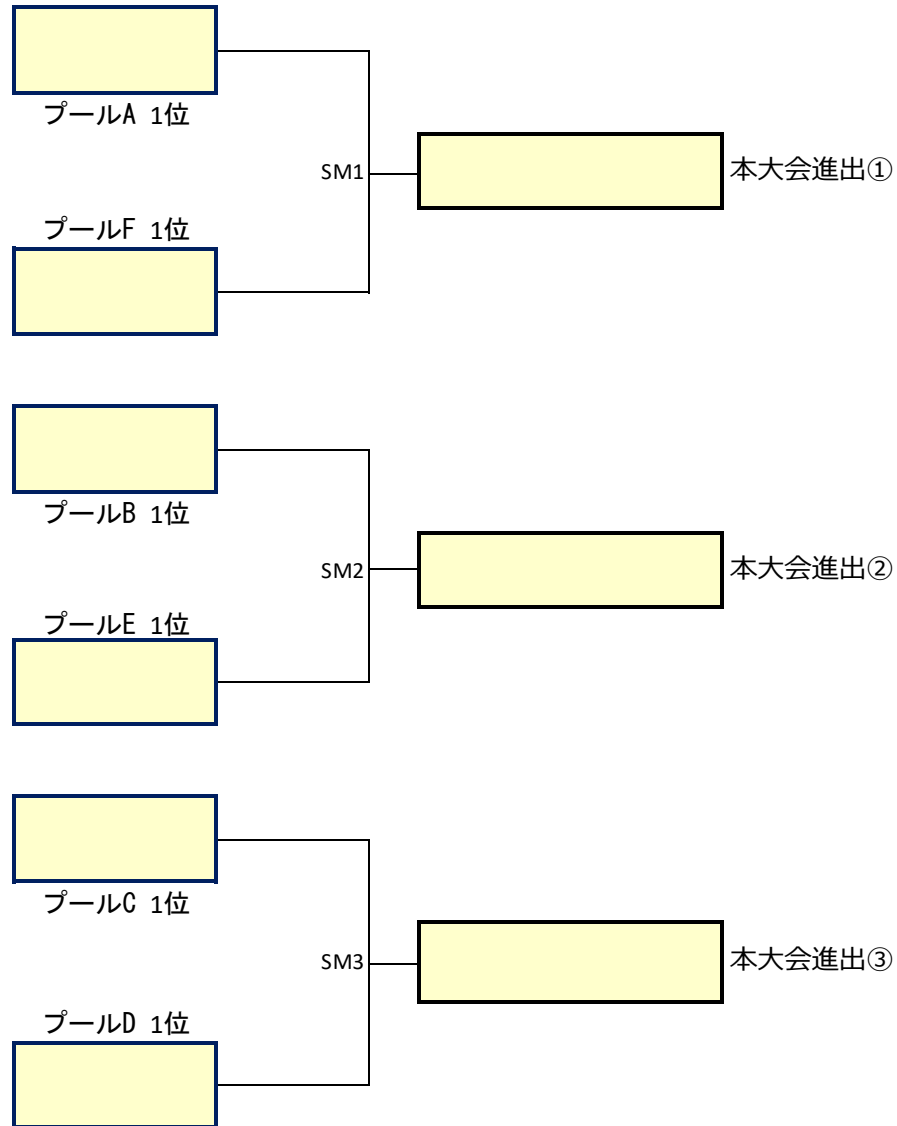 プールA 1位
SM1
本大会進出①
プールF 1位
プールB 1位
SM2
本大会進出②
プールE 1位
プールC 1位
SM3
本大会進出③
プールD 1位